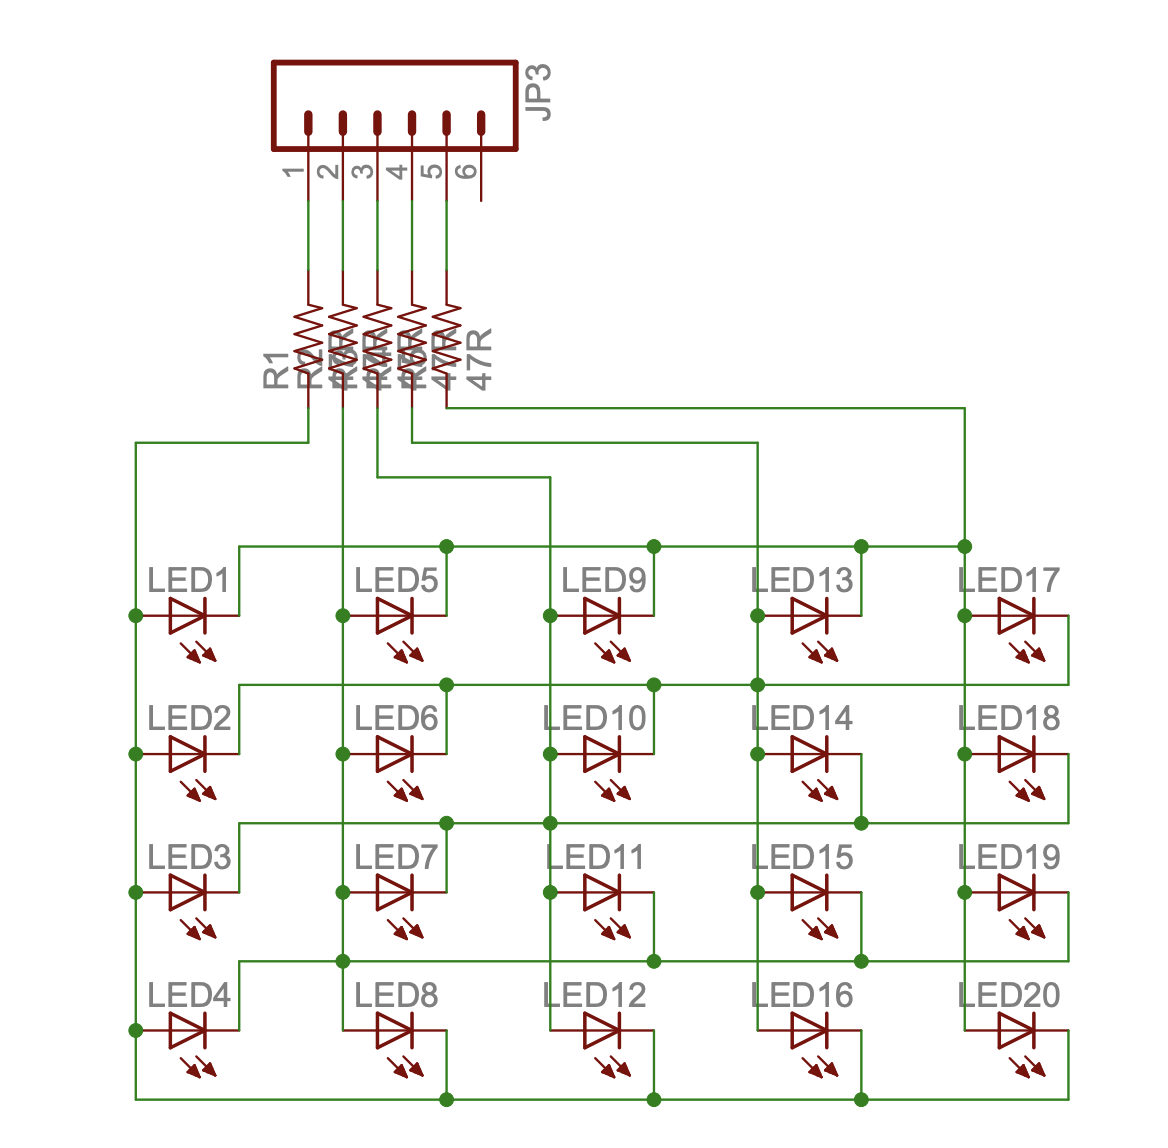 JP3
1 2 3 4 5 6
R1
R2
47R
47R
LED1 LED5 LED9 LED13 LED17
LED2 LED6 LED10 LED14 LED18
LED3 LED7 LED11 LED15 LED19
LED4 LED8 LED12 LED16 LED20